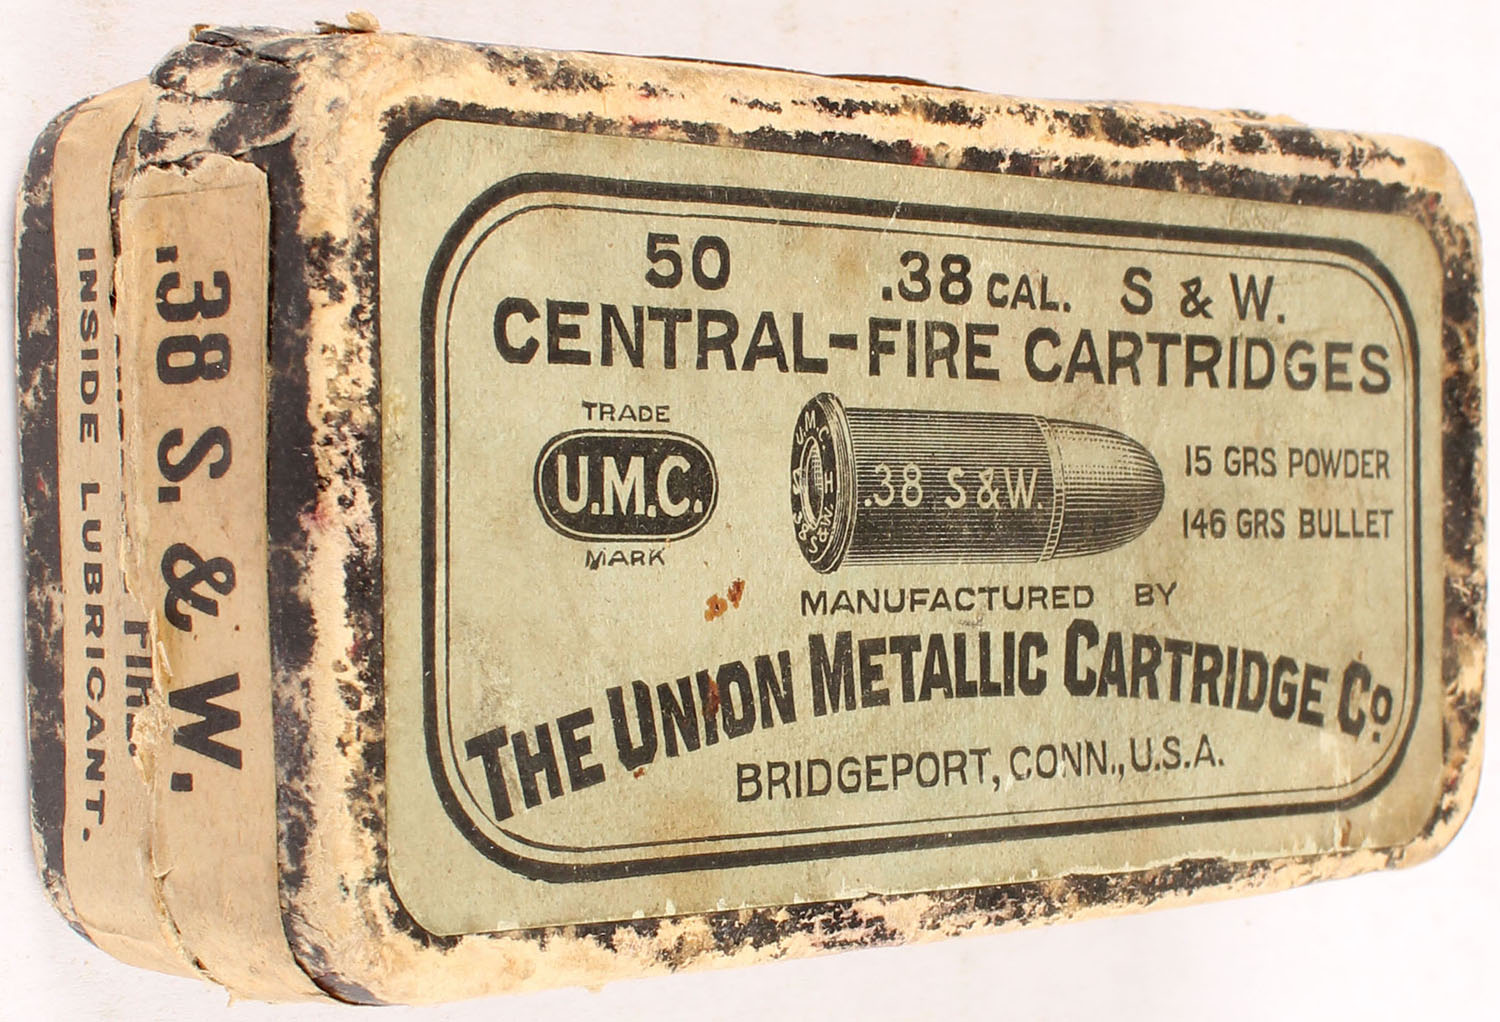 50 .38 CAL. S & W.
CENTRAL-FIRE CARTRIDGES
TRADE
U.M.C.
MARK
U.M.C.
H
S&W
.38 S&W.
15 GRS POWDER
146 GRS BULLET
MANUFACTURED BY
THE UNION METALLIC CARTRIDGE Co.
BRIDGEPORT, CONN., U.S.A.
.38 S. & W.
INSIDE LUBRICANT.